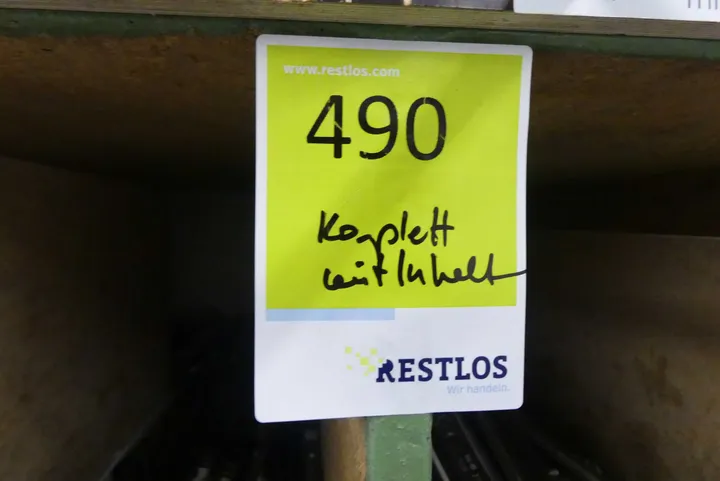 www.restlos.com
490
Komplett
mit Inhalt
RESTLOS
Wir handeln.